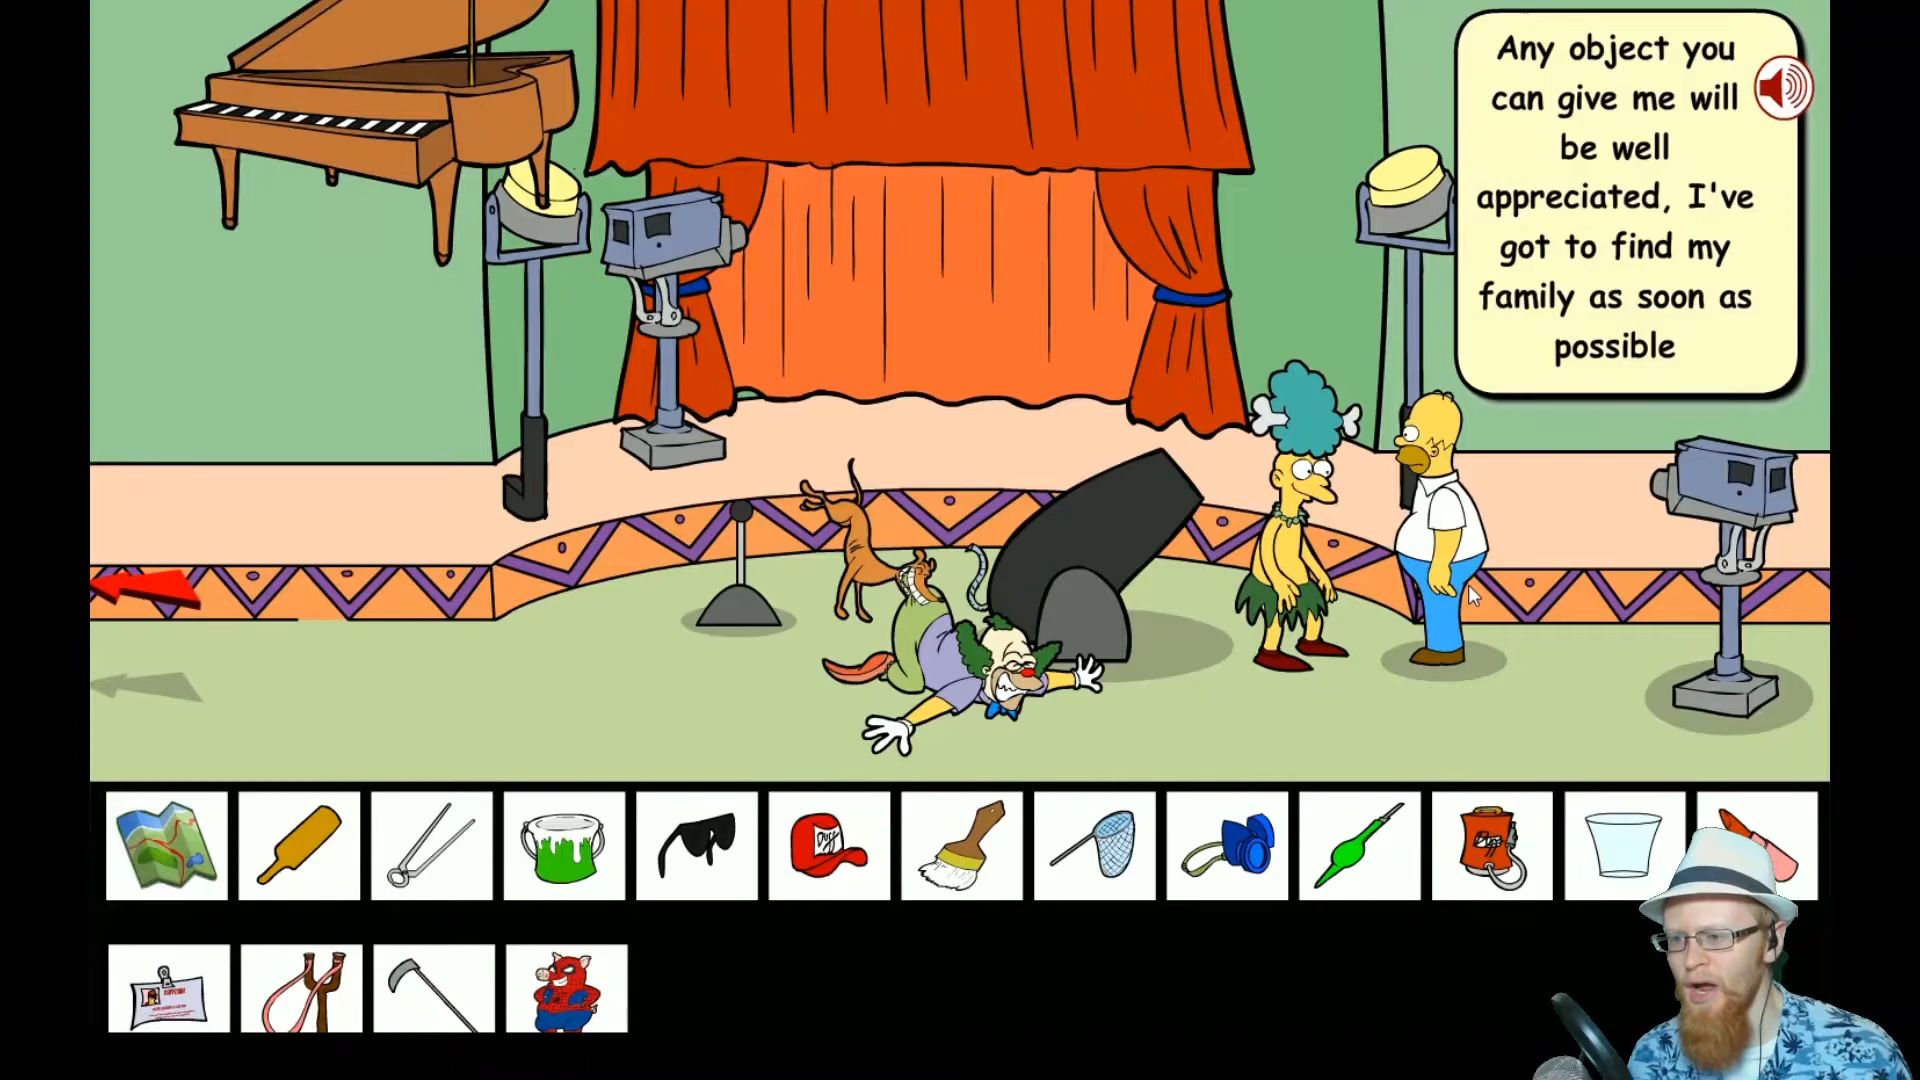 Any object you
can give me will
be well
appreciated, I've
got to find my
family as soon as
possible
Duff